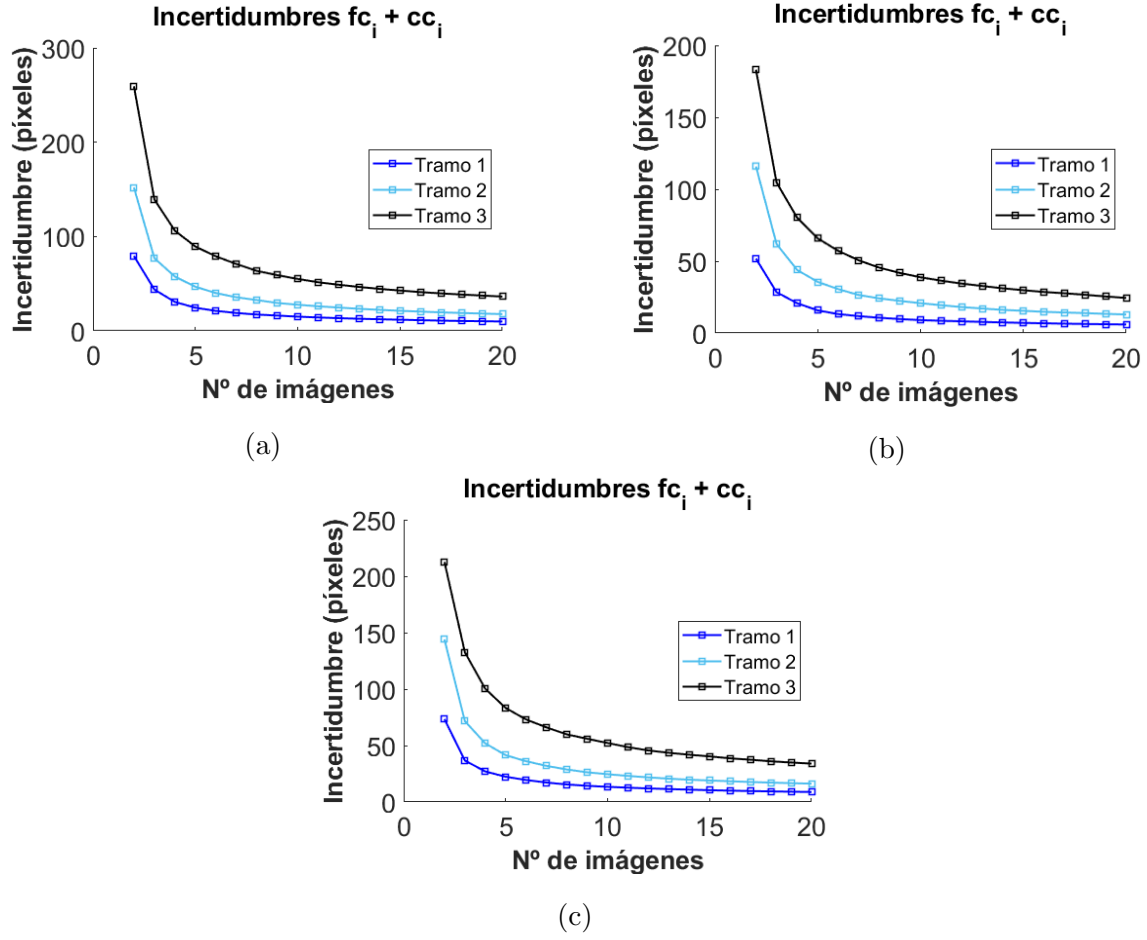 Incertidumbres fc_i + cc_i
Incertidumbre (píxeles)
300
200
100
0
0 5 10 15 20
Nº de imágenes
Tramo 1
Tramo 2
Tramo 3
(a)
Incertidumbres fc_i + cc_i
Incertidumbre (píxeles)
200
150
100
50
0
0 5 10 15 20
Nº de imágenes
Tramo 1
Tramo 2
Tramo 3
(b)
Incertidumbres fc_i + cc_i
Incertidumbre (píxeles)
250
200
150
100
50
0
0 5 10 15 20
Nº de imágenes
Tramo 1
Tramo 2
Tramo 3
(c)